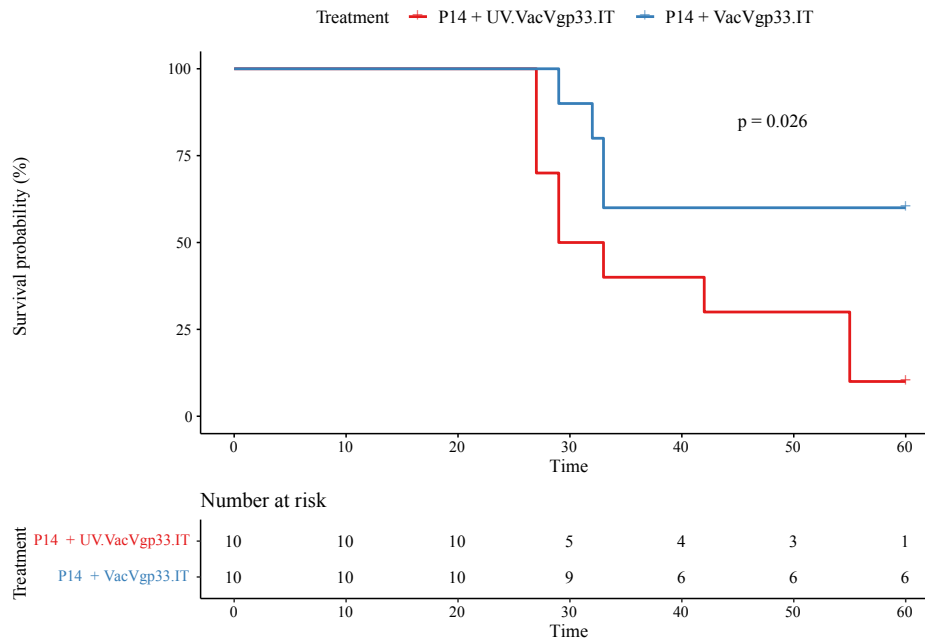 Treatment P14 + UV.VacVgp33.IT P14 + VacVgp33.IT
Survival probability (%)
100
75
50
25
0
p = 0.026
0 10 20 30 40 50 60
Time
Number at risk
Treatment
P14 + UV.VacVgp33.IT 10 10 10 5 4 3 1
P14 + VacVgp33.IT 10 10 10 9 6 6 6
0 10 20 30 40 50 60
Time